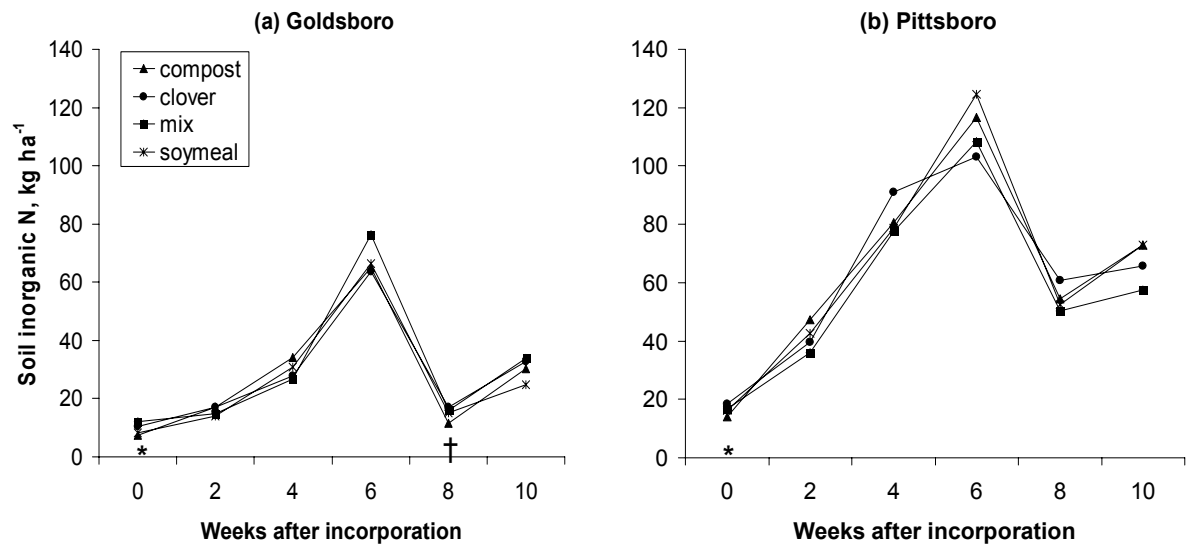 (a) Goldsboro
Soil inorganic N, kg ha-1
140
120
100
80
60
40
20
0
compost
clover
mix
soymeal
*
†
0 2 4 6 8 10
Weeks after incorporation
(b) Pittsboro
140
120
100
80
60
40
20
0
*
0 2 4 6 8 10
Weeks after incorporation